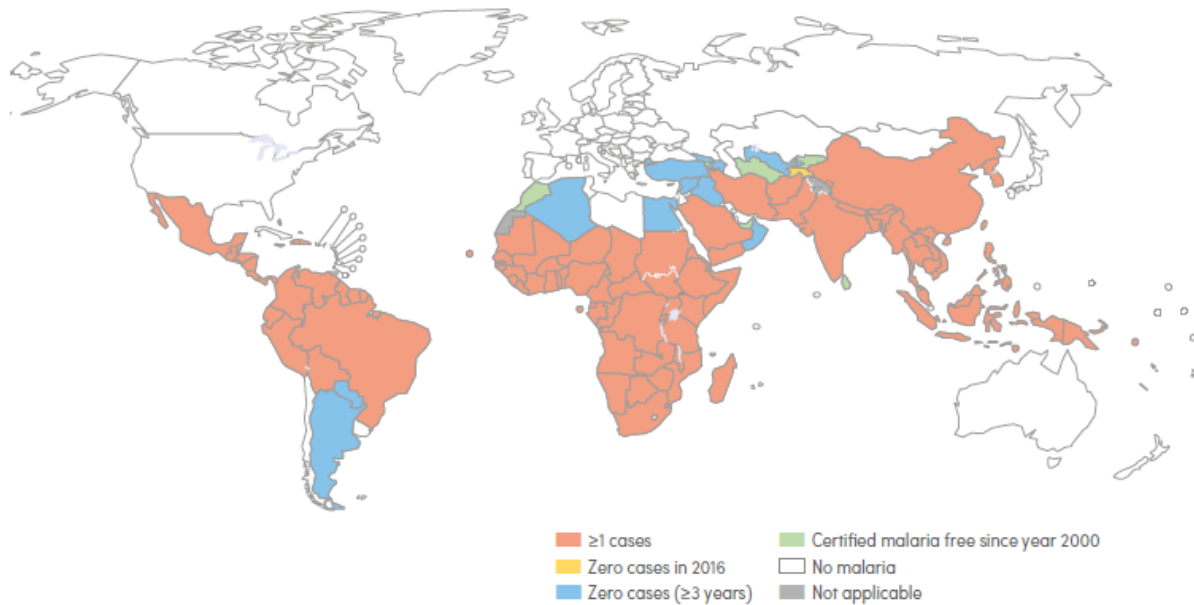 ≥1 cases
Zero cases in 2016
Zero cases (≥3 years)
Certified malaria free since year 2000
No malaria
Not applicable